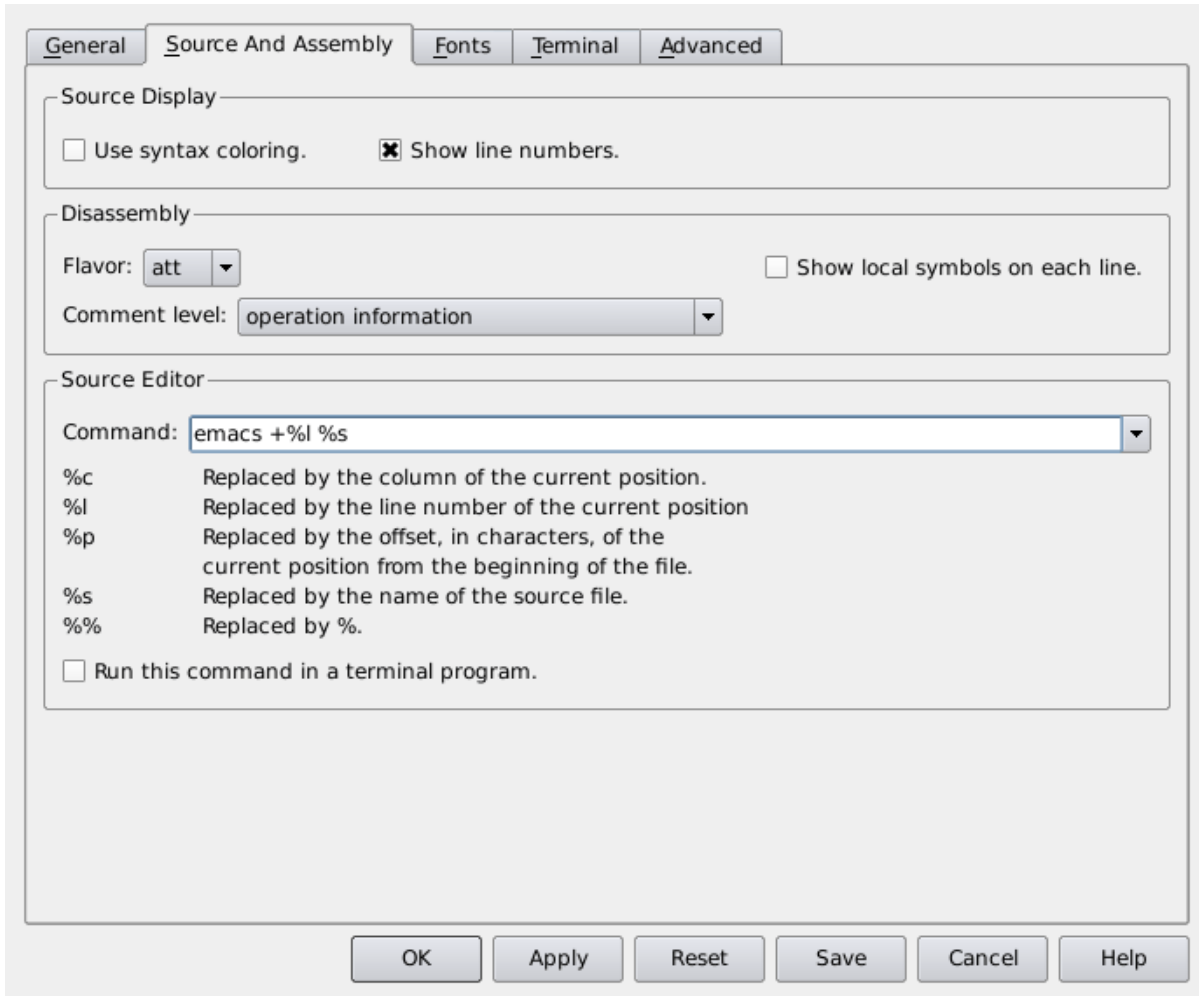 General Source And Assembly Fonts Terminal Advanced
Source Display
Use syntax coloring. Show line numbers.
Disassembly
Flavor: att Show local symbols on each line.
Comment level: operation information
Source Editor
Command: emacs +%l %s
%c Replaced by the column of the current position.
%l Replaced by the line number of the current position
%p Replaced by the offset, in characters, of the
current position from the beginning of the file.
%s Replaced by the name of the source file.
%% Replaced by %.
Run this command in a terminal program.
OK Apply Reset Save Cancel Help